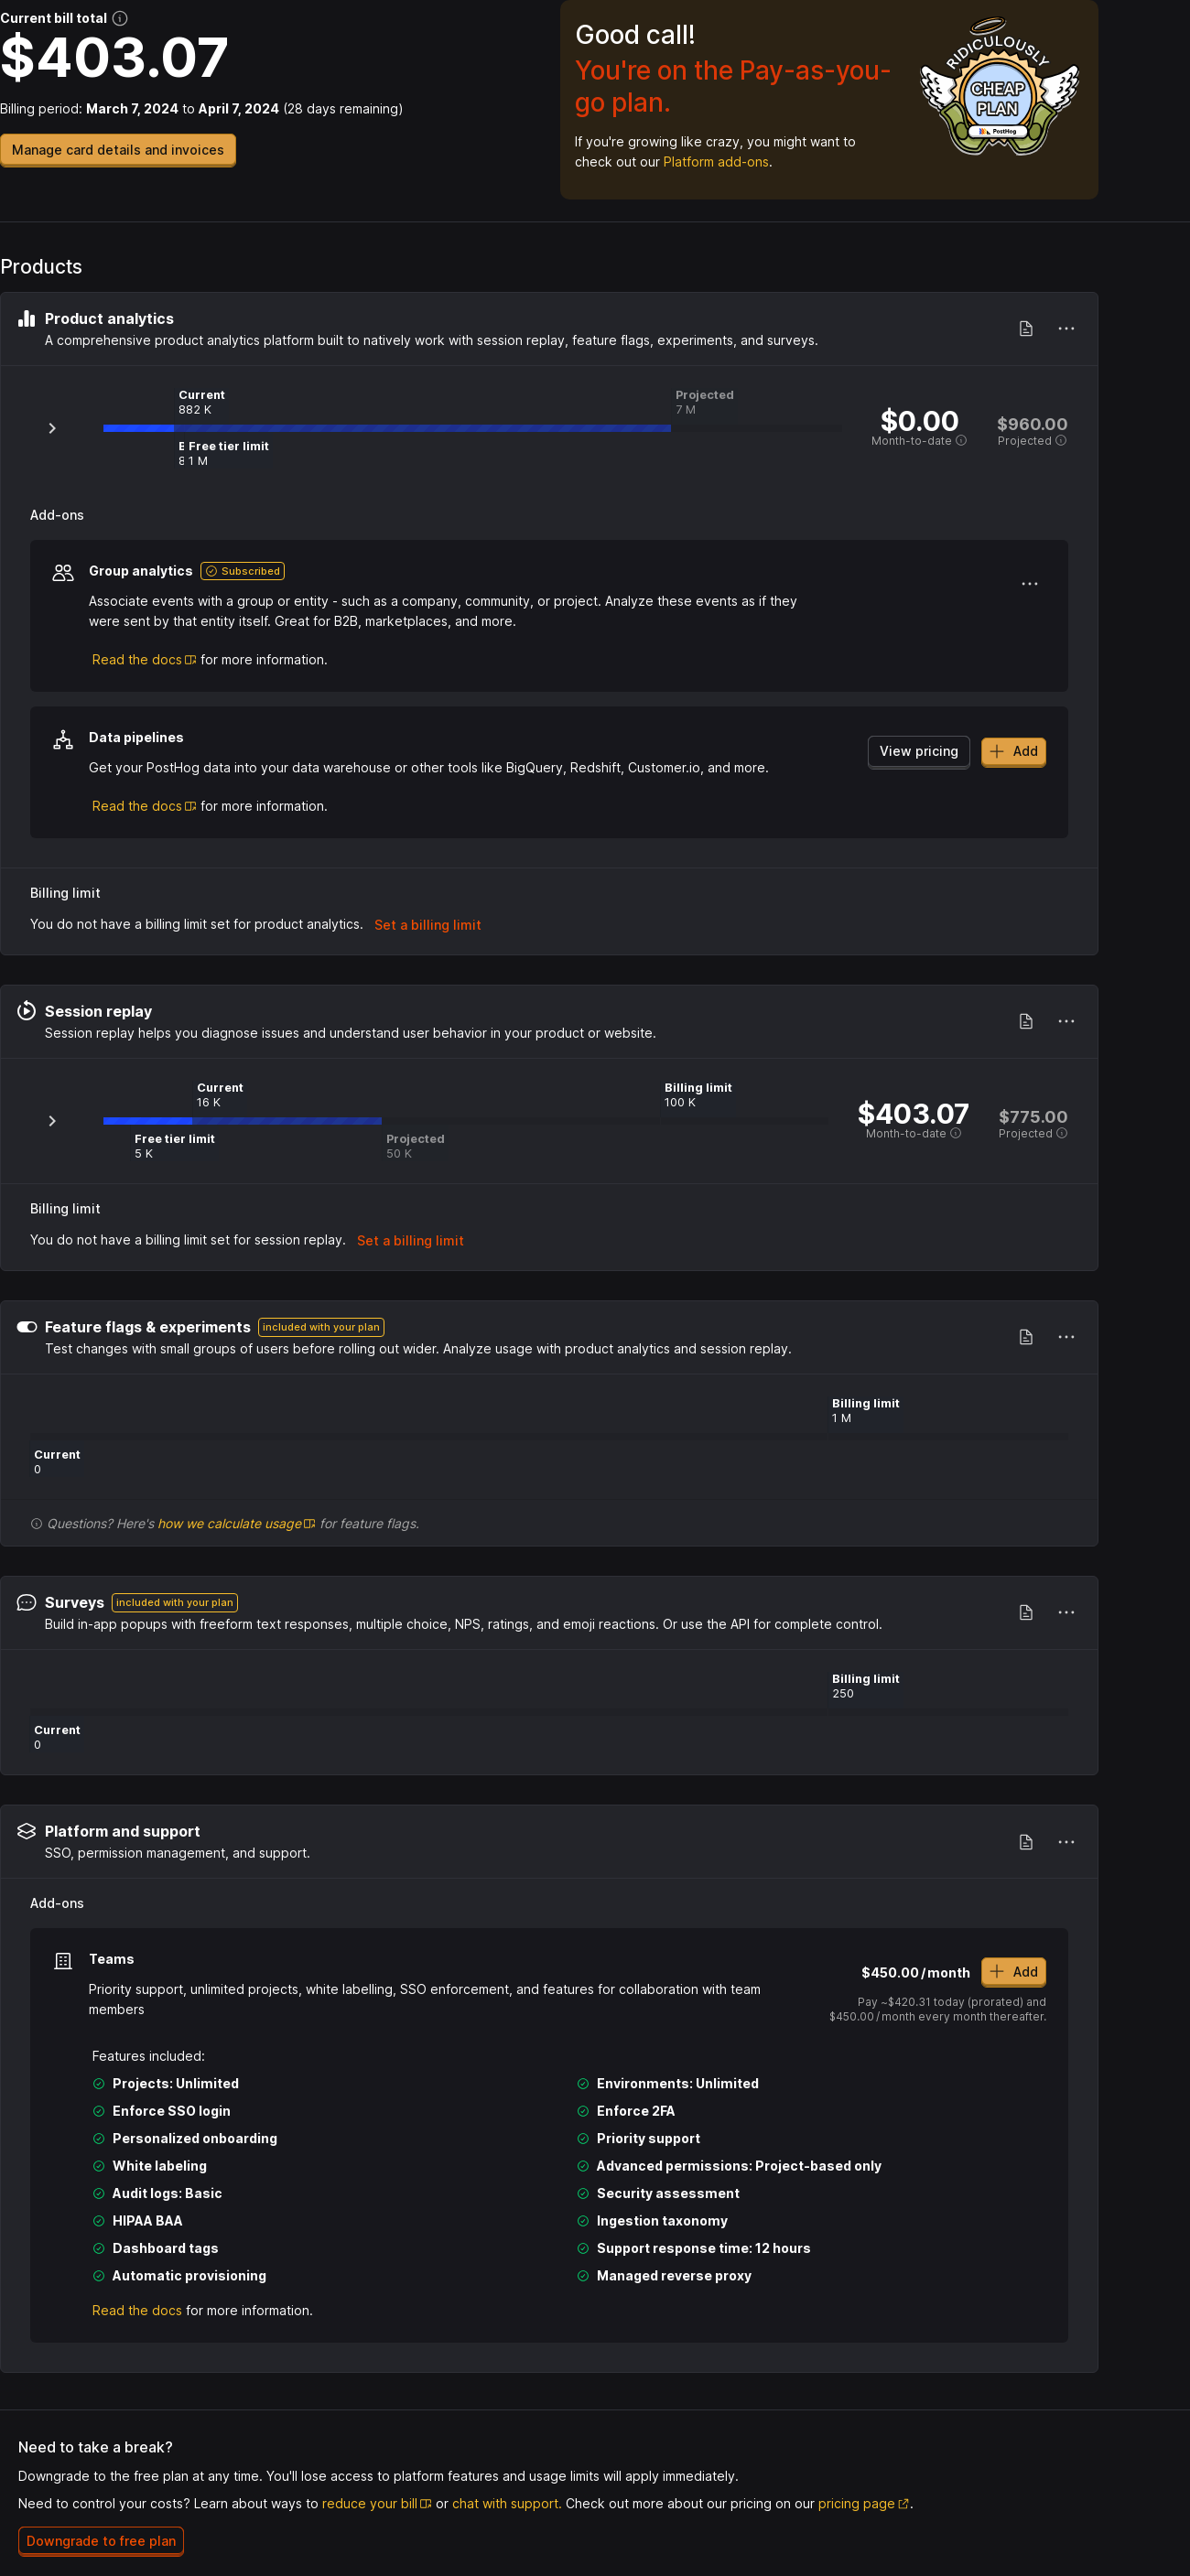 Current bill total
$403.07
Billing period: March 7, 2024 to April 7, 2024 (28 days remaining)
Manage card details and invoices
Good call!
You're on the Pay-as-you-
go plan.
If you're growing like crazy, you might want to
check out our Platform add-ons.
RIDICULOUSLY
CHEAP
PLAN
PostHog
Products
Product analytics
A comprehensive product analytics platform built to natively work with session replay, feature flags, experiments, and surveys.
Current
882 K
Projected
7 M
Free tier limit
1 M
$0.00
Month-to-date
$960.00
Projected
Add-ons
Group analytics
Subscribed
Associate events with a group or entity - such as a company, community, or project. Analyze these events as if they
were sent by that entity itself. Great for B2B, marketplaces, and more.
Read the docs for more information.
Data pipelines
Get your PostHog data into your data warehouse or other tools like BigQuery, Redshift, Customer.io, and more.
View pricing
Add
Read the docs for more information.
Billing limit
You do not have a billing limit set for product analytics. Set a billing limit
Session replay
Session replay helps you diagnose issues and understand user behavior in your product or website.
Current
16 K
Billing limit
100 K
Free tier limit
5 K
Projected
50 K
$403.07
Month-to-date
$775.00
Projected
Billing limit
You do not have a billing limit set for session replay. Set a billing limit
Feature flags & experiments
included with your plan
Test changes with small groups of users before rolling out wider. Analyze usage with product analytics and session replay.
Billing limit
1 M
Current
0
Questions? Here's how we calculate usage for feature flags.
Surveys
included with your plan
Build in-app popups with freeform text responses, multiple choice, NPS, ratings, and emoji reactions. Or use the API for complete control.
Billing limit
250
Current
0
Platform and support
SSO, permission management, and support.
Add-ons
Teams
Priority support, unlimited projects, white labelling, SSO enforcement, and features for collaboration with team
members
$450.00/month
Add
Pay ~$420.31 today (prorated) and
$450.00/month every month thereafter.
Features included:
Projects: Unlimited
Environments: Unlimited
Enforce SSO login
Enforce 2FA
Personalized onboarding
Priority support
White labeling
Advanced permissions: Project-based only
Audit logs: Basic
Security assessment
HIPAA BAA
Ingestion taxonomy
Dashboard tags
Support response time: 12 hours
Automatic provisioning
Managed reverse proxy
Read the docs for more information.
Need to take a break?
Downgrade to the free plan at any time. You'll lose access to platform features and usage limits will apply immediately.
Need to control your costs? Learn about ways to reduce your bill or chat with support. Check out more about our pricing on our pricing page.
Downgrade to free plan